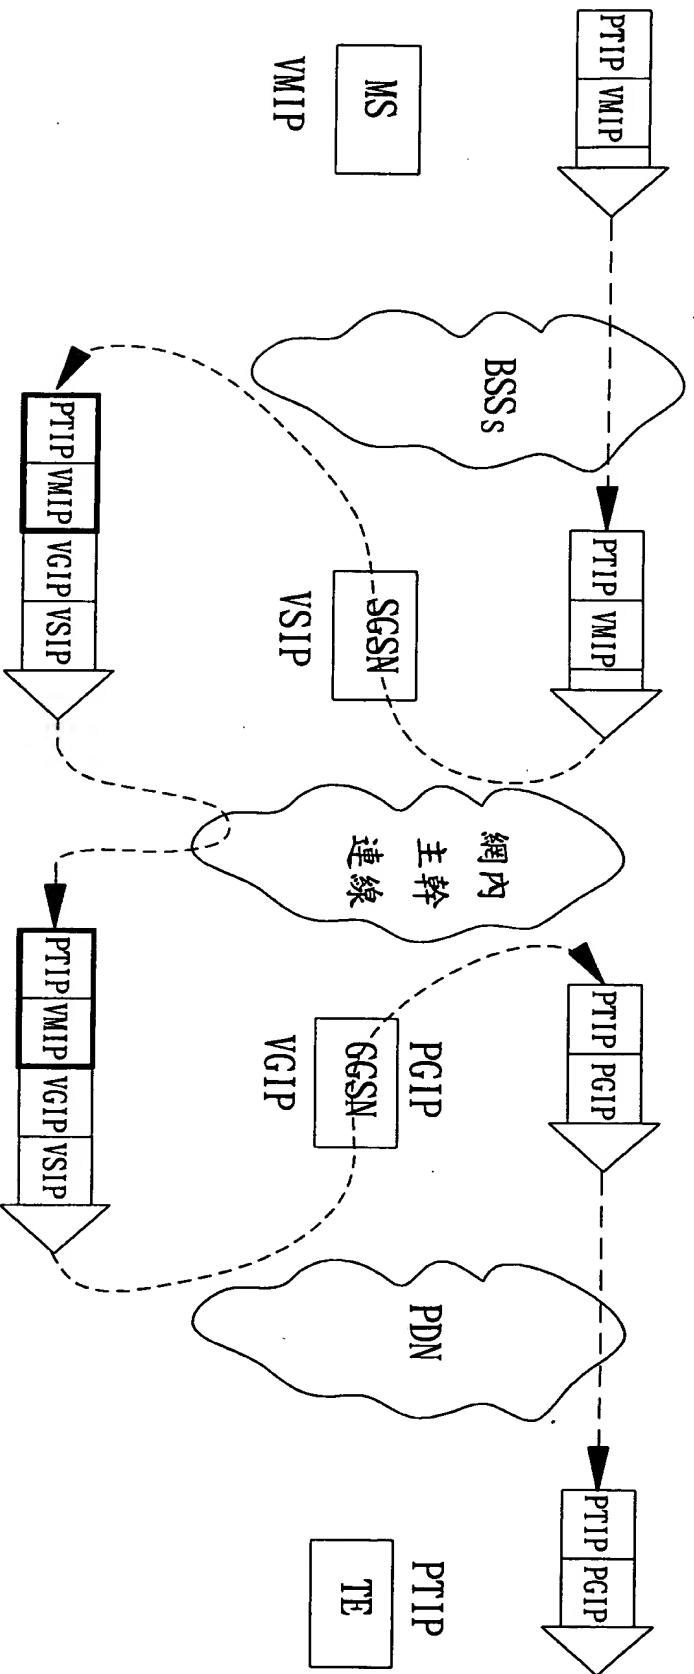 PTIP VMIP
PTIP VMIP
PTIP PGIP
PTIP PGIP
BSSs
網內
主幹
連線
PDN
MS
VMIP
SGSN
VSIP
PGIP
GGSN
VGIP
PTIP
TE
PTIP VMIP VGIP VSIP
PTIP VMIP VGIP VSIP